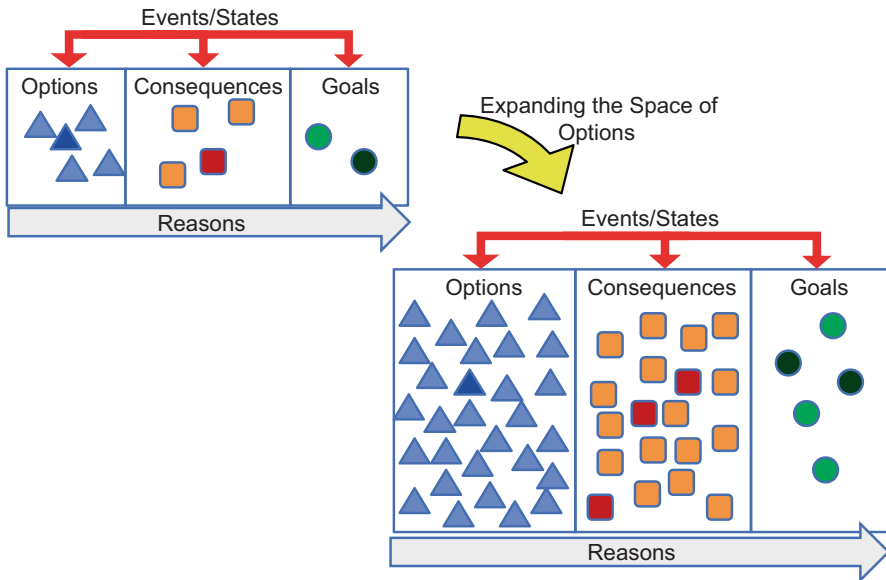 Events/States
Options
Consequences
Goals
Reasons
Expanding the Space of
Options
Events/States
Options
Consequences
Goals
Reasons